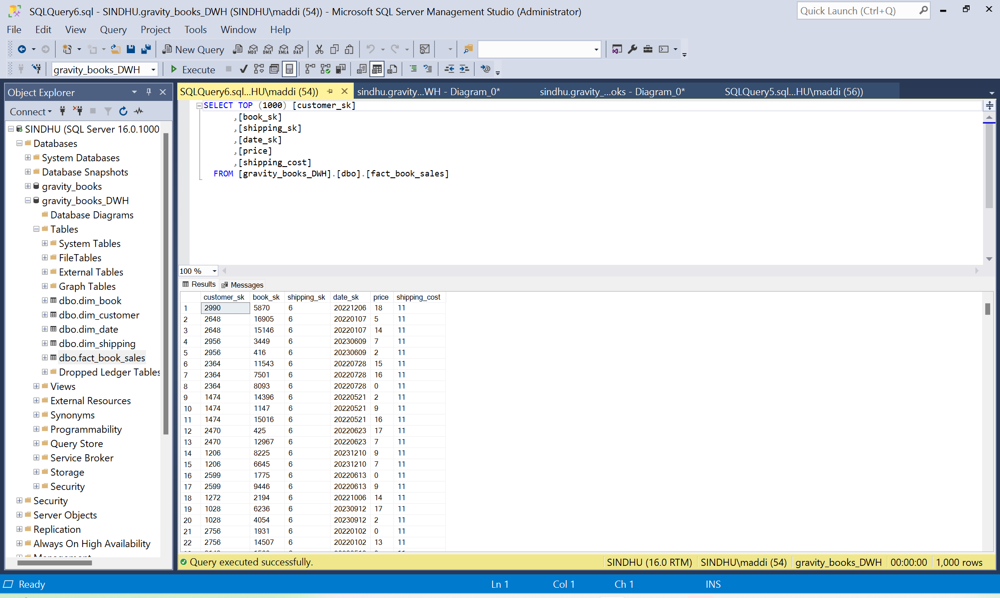 SQLQuery6.sql - SINDHU.gravity_books_DWH (SINDHU\maddi (54)) - Microsoft SQL Server Management Studio (Administrator)
Quick Launch (Ctrl+Q)
File Edit View Query Project Tools Window Help
New Query MDX DMX XMLA DAX
gravity_books_DWH Execute
Object Explorer
Connect
SINDHU (SQL Server 16.0.1000
Databases
System Databases
Database Snapshots
gravity_books
gravity_books_DWH
Database Diagrams
Tables
System Tables
FileTables
External Tables
Graph Tables
dbo.dim_book
dbo.dim_customer
dbo.dim_date
dbo.dim_shipping
dbo.fact_book_sales
Dropped Ledger Tables
Views
External Resources
Synonyms
Programmability
Query Store
Service Broker
Storage
Security
Security
Server Objects
Replication
Always On High Availability
Management
SQLQuery6.sql...HU\maddi (54)) sindhu.gravity...WH - Diagram_0* sindhu.gravity_...oks - Diagram_0* SQLQuery5.sql...HU\maddi (56))
SELECT TOP (1000) [customer_sk]
,[book_sk]
,[shipping_sk]
,[date_sk]
,[price]
,[shipping_cost]
FROM [gravity_books_DWH].[dbo].[fact_book_sales]
100 %
Results Messages
customer_sk book_sk shipping_sk date_sk price shipping_cost
1 2990 5870 6 20221206 18 11
2 2648 16905 6 20220107 5 11
3 2648 15146 6 20220107 14 11
4 2956 3449 6 20230609 7 11
5 2956 416 6 20230609 2 11
6 2364 11543 6 20220728 15 11
7 2364 7501 6 20220728 16 11
8 2364 8093 6 20220728 0 11
9 1474 14396 6 20220521 2 11
10 1474 1147 6 20220521 9 11
11 1474 15016 6 20220521 16 11
12 2470 425 6 20220623 17 11
13 2470 12967 6 20220623 7 11
14 1206 8225 6 20231210 9 11
15 1206 6645 6 20231210 7 11
16 2599 1775 6 20220613 0 11
17 2599 9446 6 20220613 9 11
18 1272 2194 6 20221006 14 11
19 1028 6236 6 20230912 17 11
20 1028 4054 6 20230912 2 11
21 2756 1931 6 20220102 0 11
22 2756 14507 6 20220102 13 11
Query executed successfully. SINDHU (16.0 RTM) SINDHU\maddi (54) gravity_books_DWH 00:00:00 1,000 rows
Ready Ln 1 Col 1 Ch 1 INS